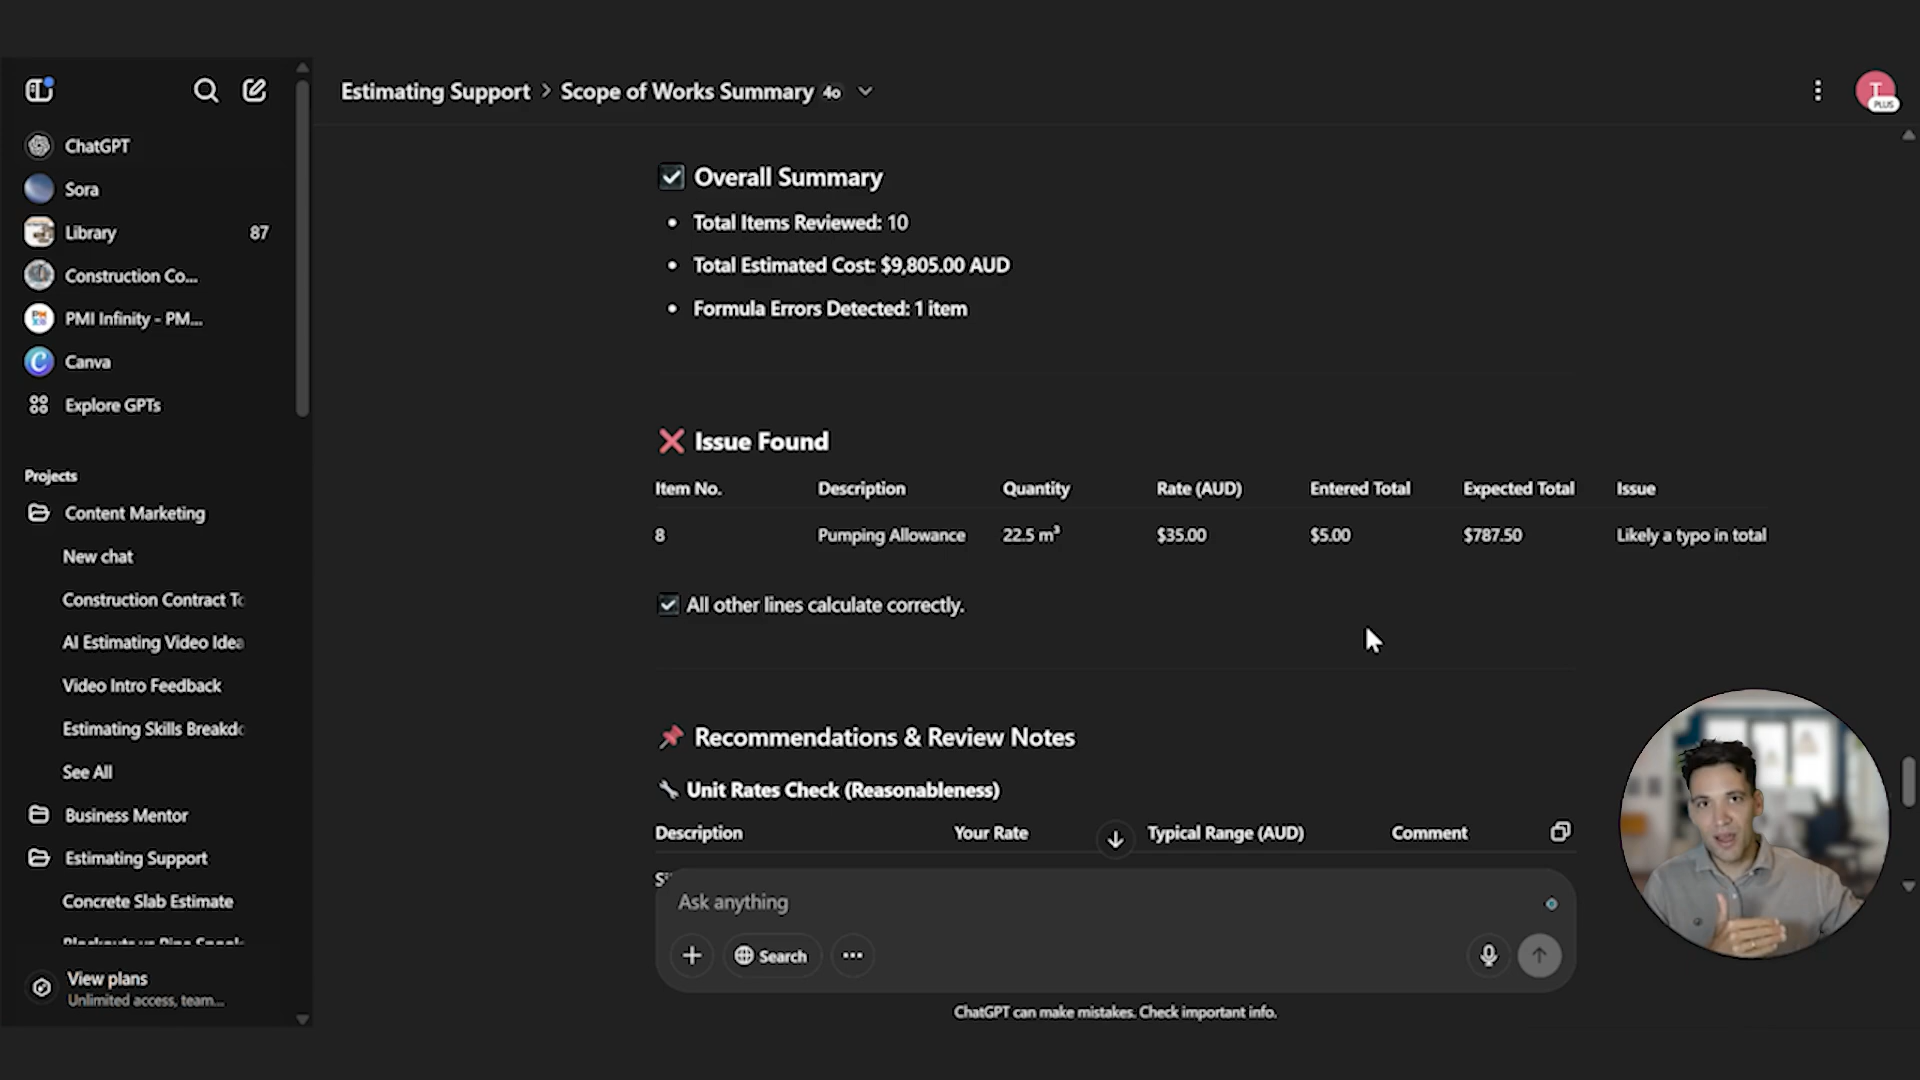 Estimating Support > Scope of Works Summary 4o
T
PLUS
ChatGPT
Sora
Library 87
Construction Co...
PMI Infinity - PM...
Canva
Explore GPTs
Projects
Content Marketing
New chat
Construction Contract To
AI Estimating Video Idea
Video Intro Feedback
Estimating Skills Breakdo
See All
Business Mentor
Estimating Support
Concrete Slab Estimate
View plans
Unlimited access, team...
Overall Summary
• Total Items Reviewed: 10
• Total Estimated Cost: $9,805.00 AUD
• Formula Errors Detected: 1 item
Issue Found
Item No. Description Quantity Rate (AUD) Entered Total Expected Total Issue
8 Pumping Allowance 22.5 m³ $35.00 $5.00 $787.50 Likely a typo in total
All other lines calculate correctly.
Recommendations & Review Notes
Unit Rates Check (Reasonableness)
Description Your Rate Typical Range (AUD) Comment
Ask anything
Search
ChatGPT can make mistakes. Check important info.